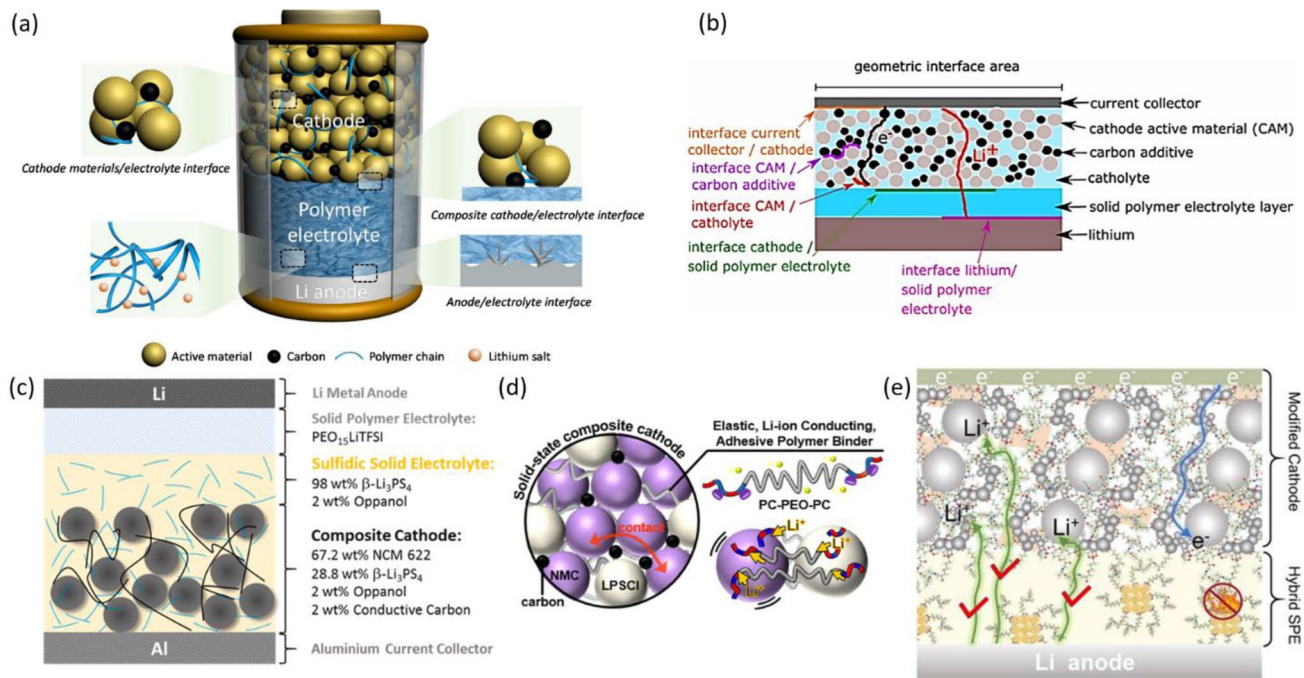 (a)
Cathode
Cathode materials/electrolyte interface
Polymer
electrolyte
Composite cathode/electrolyte interface
Li anode
Anode/electrolyte interface
Active material
Carbon
Polymer chain
Lithium salt
(b)
geometric interface area
interface current
collector / cathode
interface CAM /
carbon additive
interface CAM /
catholyte
interface cathode /
solid polymer electrolyte
e-
Li+
current collector
cathode active material (CAM)
carbon additive
catholyte
solid polymer electrolyte layer
lithium
interface lithium/
solid polymer
electrolyte
(c)
Li
Al
Li Metal Anode
Solid Polymer Electrolyte:
PEO₁₅LiTFSI
Sulfidic Solid Electrolyte:
98 wt% β-Li₃PS₄
2 wt% Oppanol
Composite Cathode:
67.2 wt% NCM 622
28.8 wt% β-Li₃PS₄
2 wt% Oppanol
2 wt% Conductive Carbon
Aluminium Current Collector
(d)
Solid-state composite cathode
contact
NMC
LPSCl
carbon
Elastic, Li-ion Conducting,
Adhesive Polymer Binder
PC-PEO-PC
Li+
Li+
Li+
(e)
e- e- e- e- e- e- e-
Li+
Li+
Li+
e-
Li anode
Modified Cathode
Hybrid SPE